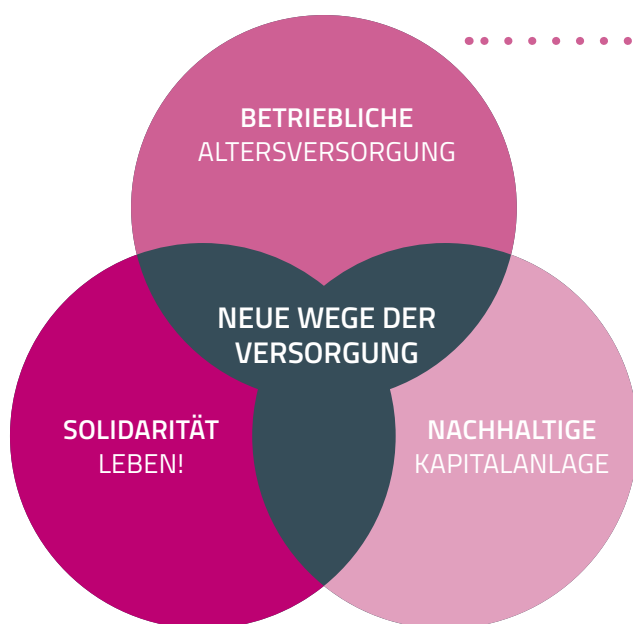 BETRIEBLICHE
ALTERSVERSORGUNG
NEUE WEGE DER
VERSORGUNG
SOLIDARITÄT
LEBEN!
NACHHALTIGE
KAPITALANLAGE